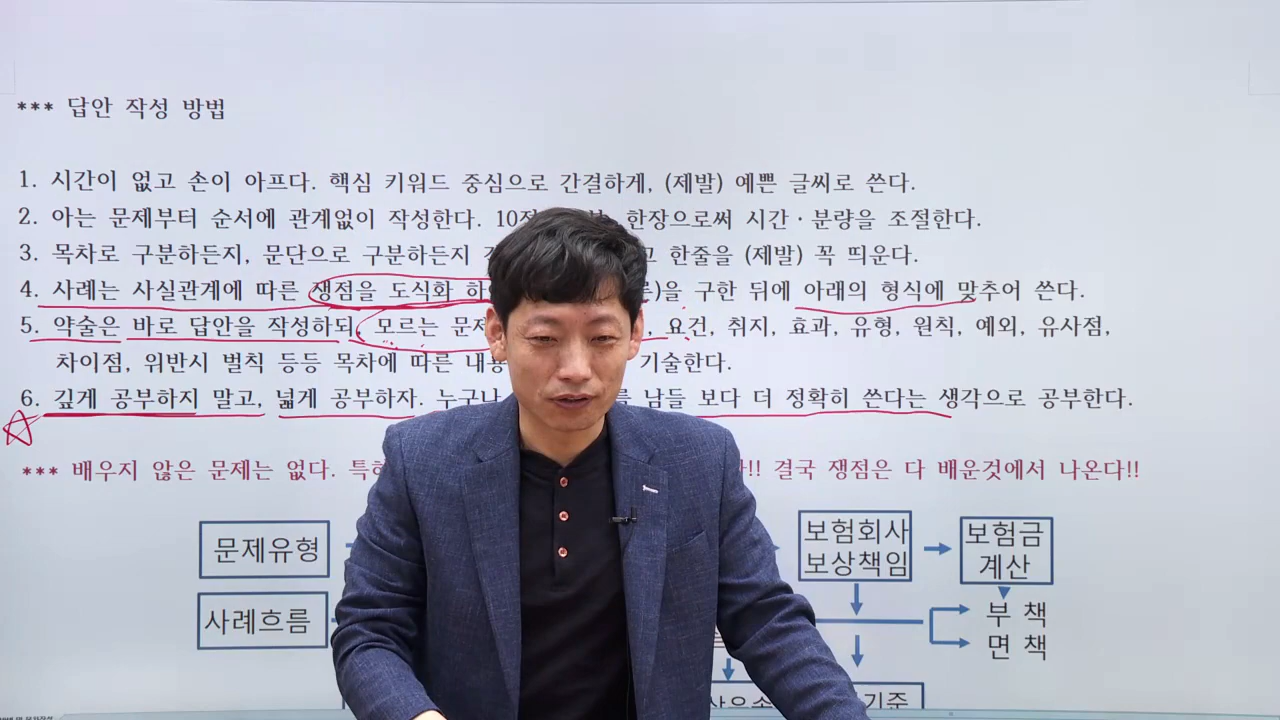 *** 답안 작성 방법
1. 시간이 없고 손이 아프다. 핵심 키워드 중심으로 간결하게, (제발) 예쁜 글씨로 쓴다.
2. 아는 문제부터 순서에 관계없이 작성한다. 한장으로써 시간·분량을 조절한다.
3. 목차로 구분하든지, 문단으로 구분하든지 한줄을 (제발) 꼭 띄운다.
4. 사례는 사실관계에 따른 쟁점을 도식화 구한 뒤에 아래의 형식에 맞추어 쓴다.
5. 약술은 바로 답안을 작성하되, 모르는 요건, 취지, 효과, 유형, 원칙, 예외, 유사점,
차이점, 위반시 벌칙 등등 목차에 따른 기술한다.
6. 깊게 공부하지 말고, 넓게 공부하자. 남들 보다 더 정확히 쓴다는 생각으로 공부한다.
*** 배우지 않은 문제는 없다. 결국 쟁점은 다 배운것에서 나온다!!
문제유형
보험회사
보상책임
보험금
계산
사례흐름
부 책
면 책
기준